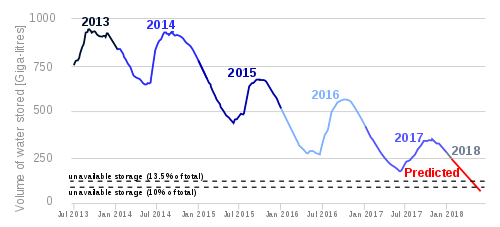 1000
750
500
250
0
Volume of water stored [Giga-litres]
2013
2014
2015
2016
2017
2018
Predicted
unavailable storage (13.5% of total)
unavailable storage (10% of total)
Jul 2013 Jan 2014 Jul 2014 Jan 2015 Jul 2015 Jan 2016 Jul 2016 Jan 2017 Jul 2017 Jan 2018